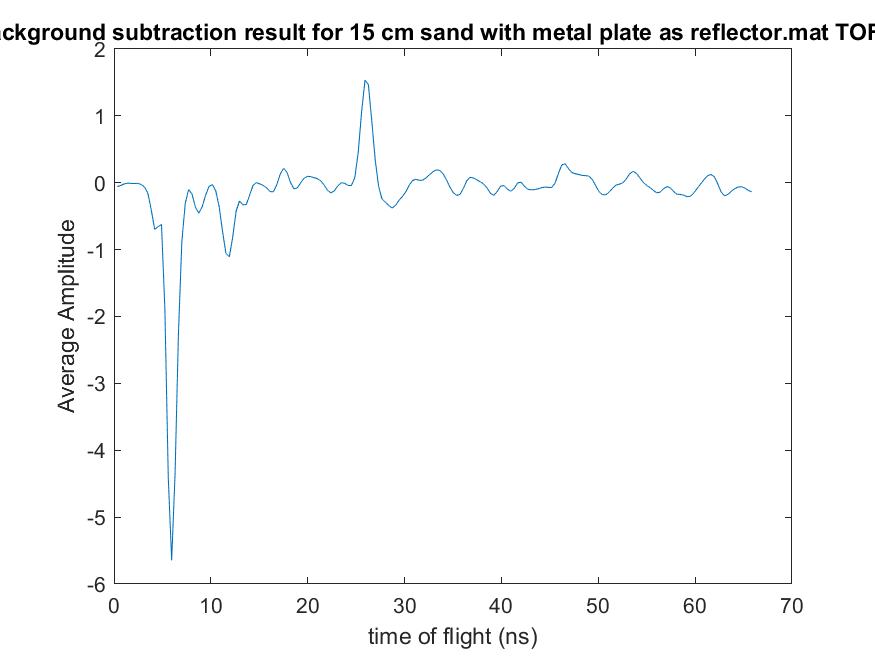 ackground subtraction result for 15 cm sand with metal plate as reflector.mat TOF
2
1
0
-1
-2
-3
-4
-5
-6
Average Amplitude
0 10 20 30 40 50 60 70
time of flight (ns)